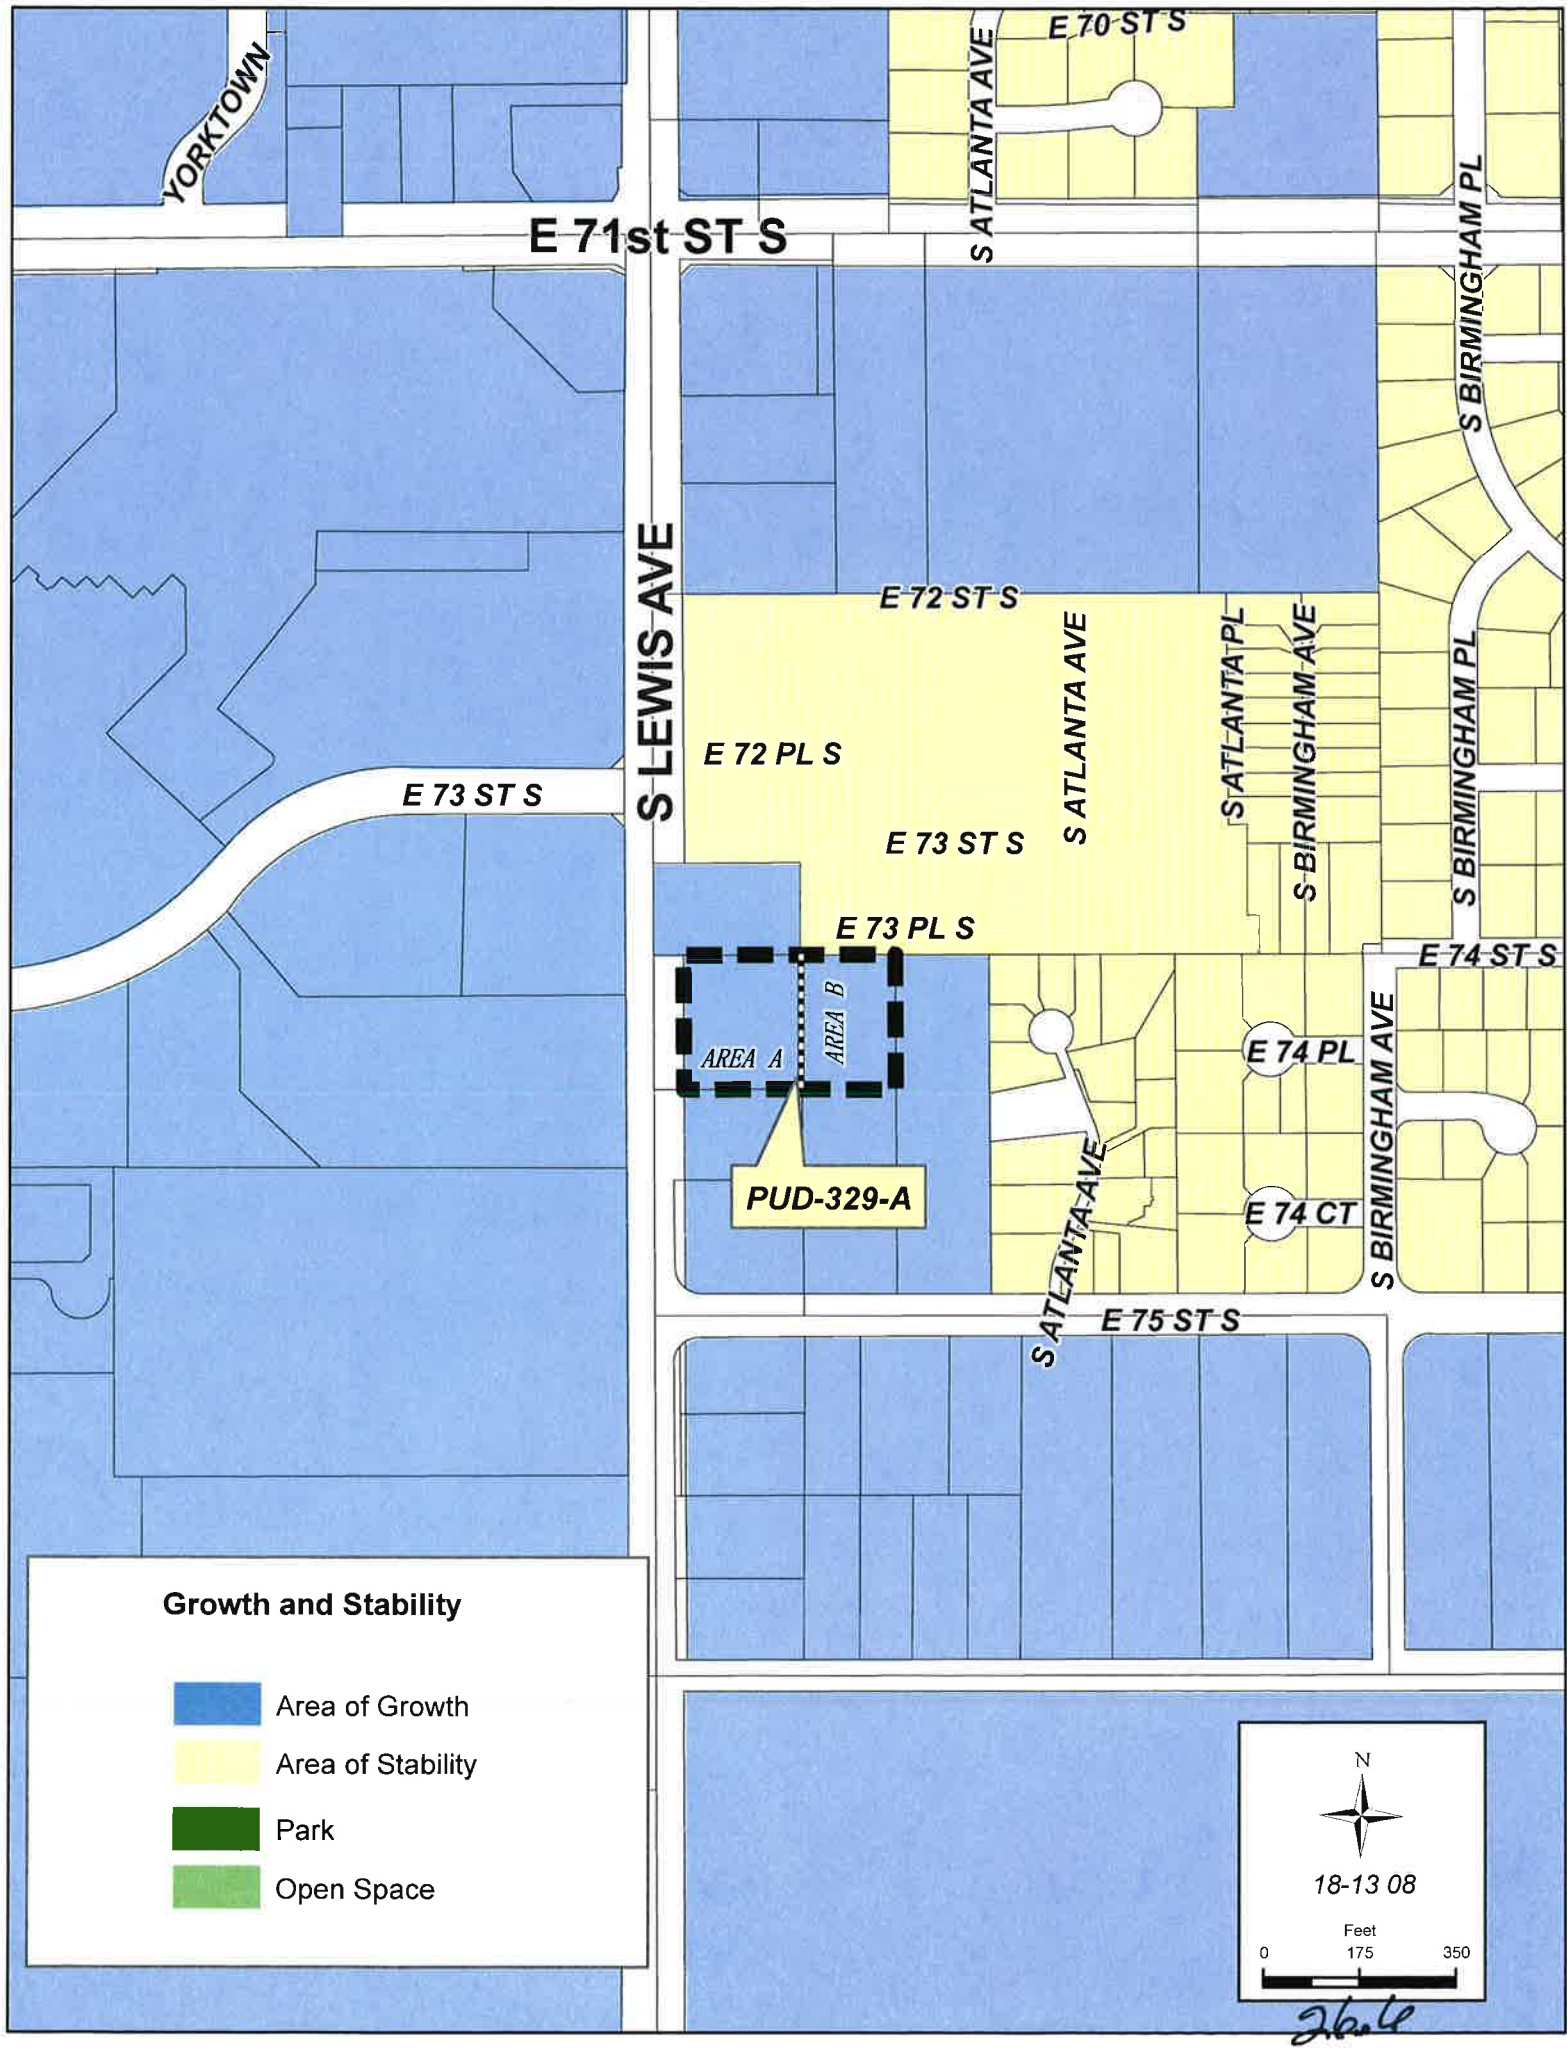 E 70 ST S
YORKTOWN
S ATLANTA AVE
S BIRMINGHAM PL
E 71st ST S
E 72 ST S
S LEWIS AVE
S ATLANTA AVE
S ATLANTA PL
S BIRMINGHAM AVE
S BIRMINGHAM PL
E 72 PL S
E 73 ST S
E 73 ST S
E 73 PL S
E 74 ST S
AREA A
AREA B
E 74 PL
S BIRMINGHAM AVE
PUD-329-A
S ATLANTA AVE
E 74 CT
E 75 ST S
Growth and Stability
Area of Growth
Area of Stability
Park
Open Space
N
18-13 08
Feet
0 175 350
26.6